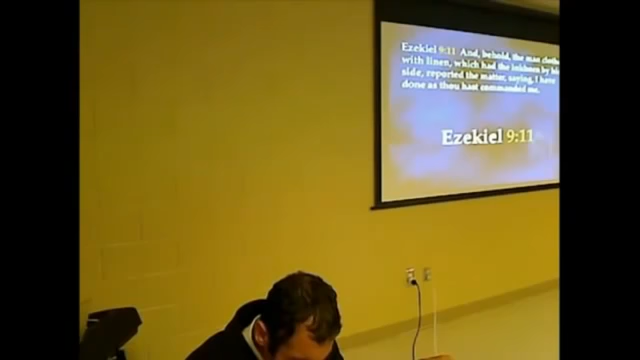 Ezekiel 9:11 And, behold, the man cloth
with linen, which had the inkhorn by his
side, reported the matter, saying, I have
done as thou hast commanded me.
Ezekiel 9:11